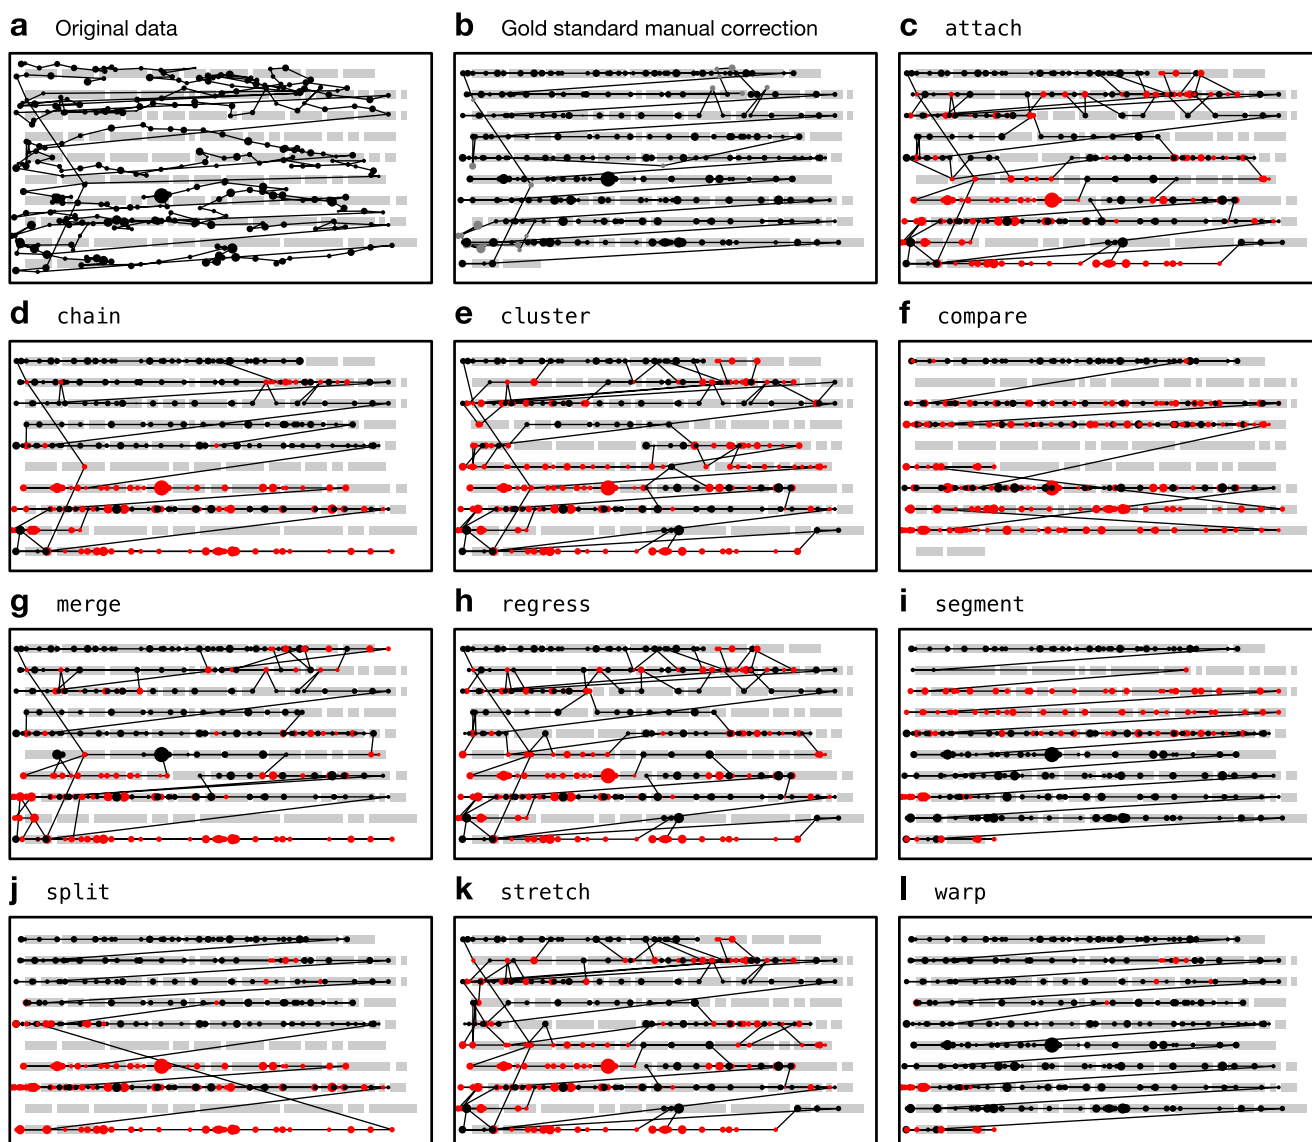 a Original data
b Gold standard manual correction
c attach
d chain
e cluster
f compare
g merge
h regress
i segment
j split
k stretch
l warp